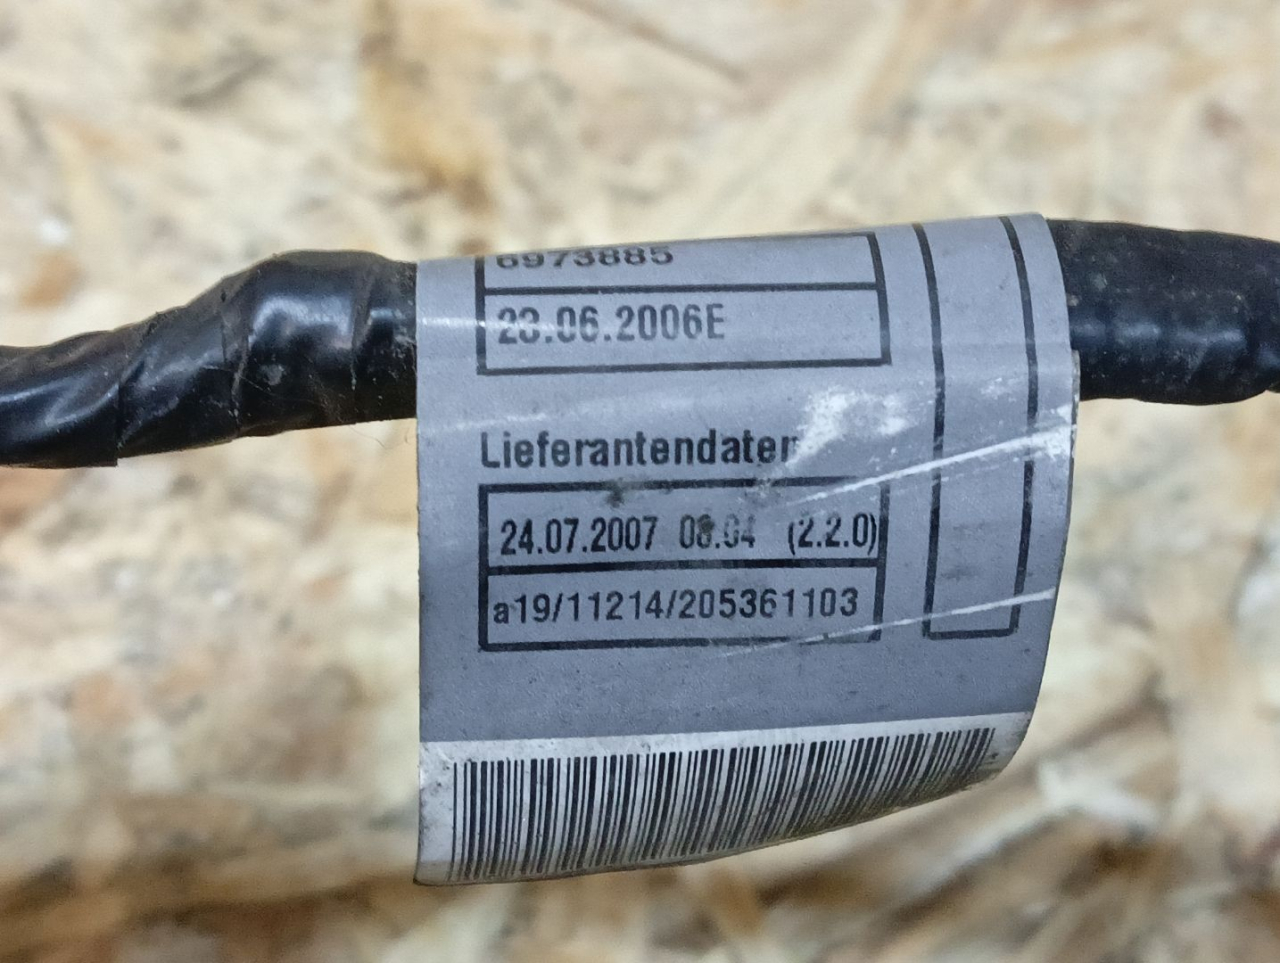 6973885
23.06.2006E
Lieferantendaten
24.07.2007 08:04 (2.2.0)
a19/11214/205361103